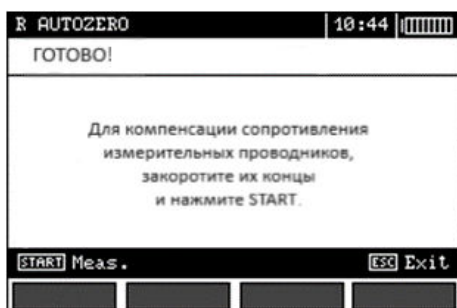 R AUTOZERO 10:44
ГОТОВО!
Для компенсации сопротивления
измерительных проводников,
закоротите их концы
и нажмите START.
START Meas. ESC Exit